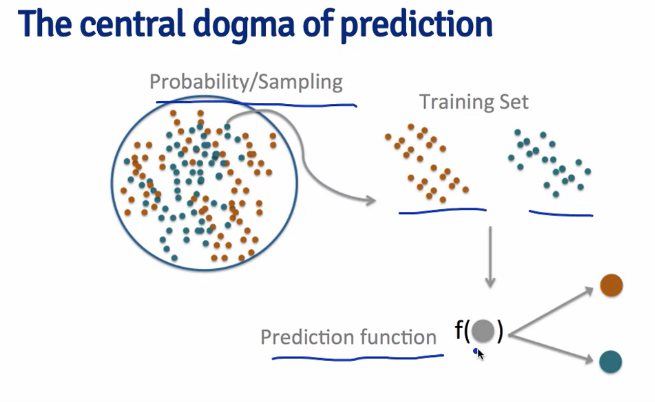 The central dogma of prediction
Probability/Sampling
Training Set
Prediction function
f( )